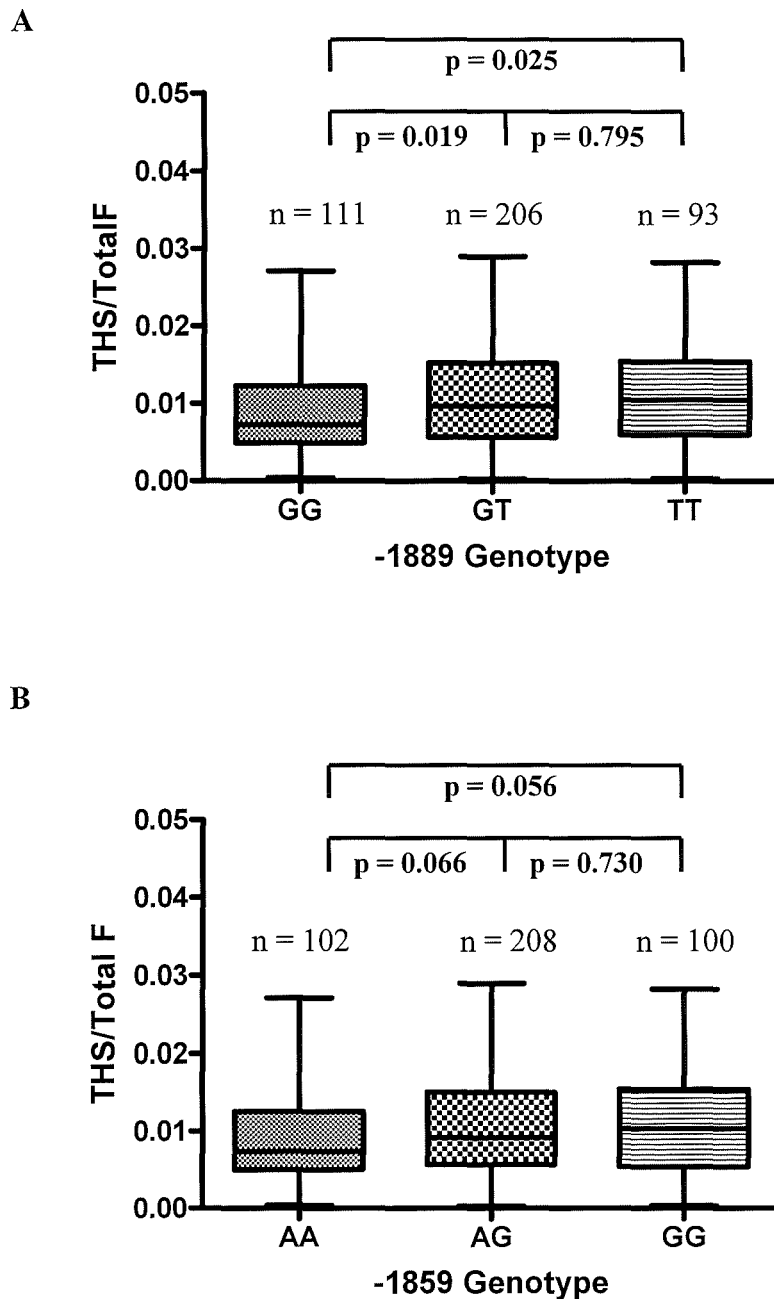 A
p = 0.025
0.05
p = 0.019 p = 0.795
0.04
n = 111 n = 206 n = 93
0.03
0.02
0.01
0.00
THS/TotalF
GG GT TT
-1889 Genotype
B
p = 0.056
0.05
p = 0.066 p = 0.730
0.04
n = 102 n = 208 n = 100
0.03
0.02
0.01
0.00
THS/Total F
AA AG GG
-1859 Genotype